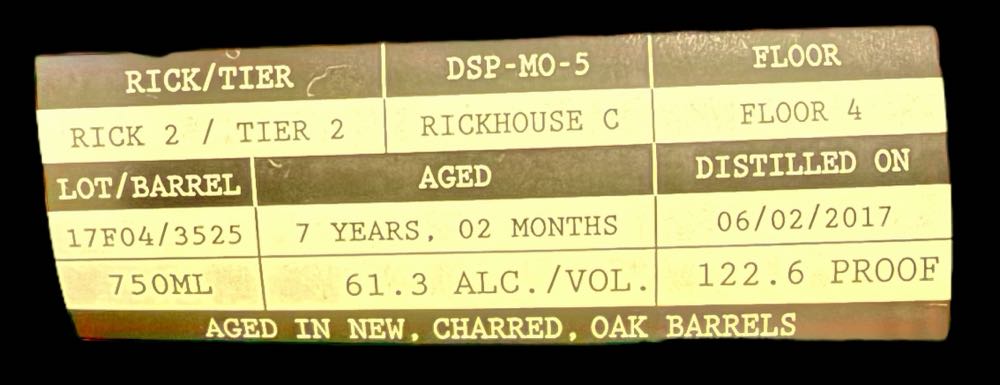 RICK/TIER DSP-MO-5 FLOOR
RICK 2 / TIER 2 RICKHOUSE C FLOOR 4
LOT/BARREL AGED DISTILLED ON
17F04/3525 7 YEARS, 02 MONTHS 06/02/2017
750ML 61.3 ALC./VOL. 122.6 PROOF
AGED IN NEW, CHARRED, OAK BARRELS